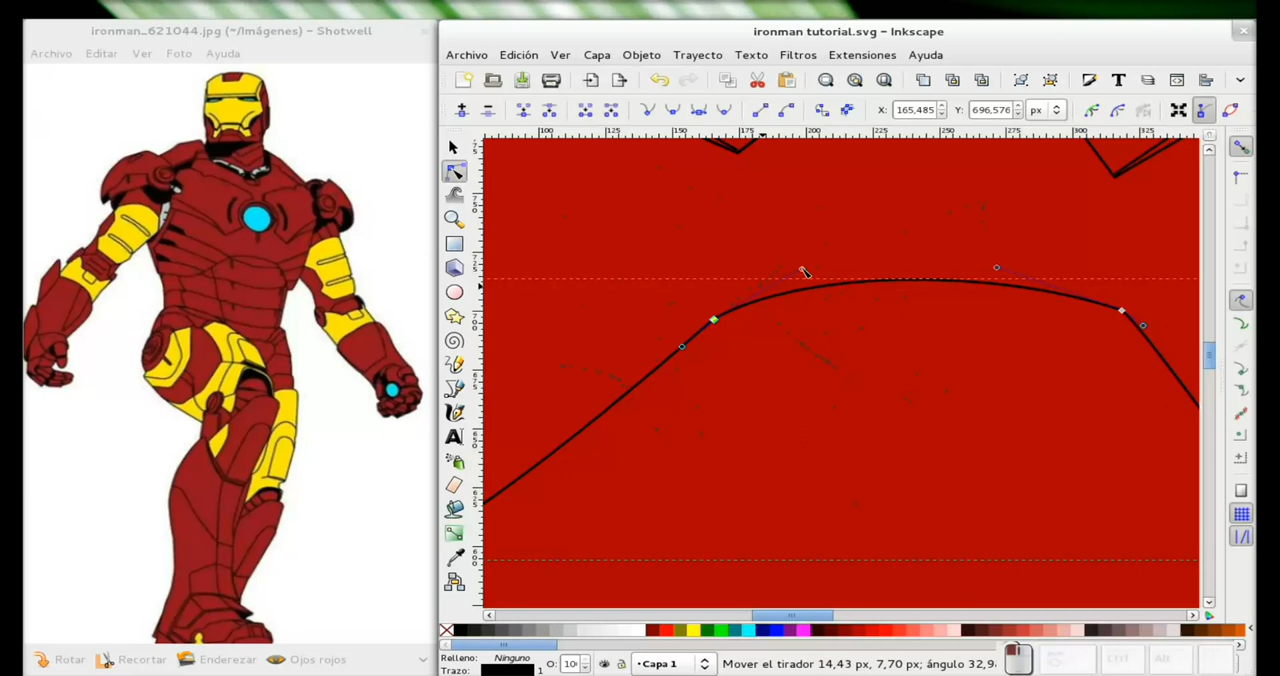 ironman_621044.jpg (~/Imágenes) – Shotwell
Archivo Editar Ver Foto Ayuda
Rotar Recortar Enderezar Ojos rojos
ironman tutorial.svg – Inkscape
Archivo Edición Ver Capa Objeto Trayecto Texto Filtros Extensiones Ayuda
X: 165,485 Y: 696,576 px
100 125 150 175 200 225 250 275 300 325
Relleno: Ninguno
Trazo: 1
O: 10
•Capa 1
Mover el tirador 14,43 px, 7,70 px; ángulo 32,9
Ctrl Alt